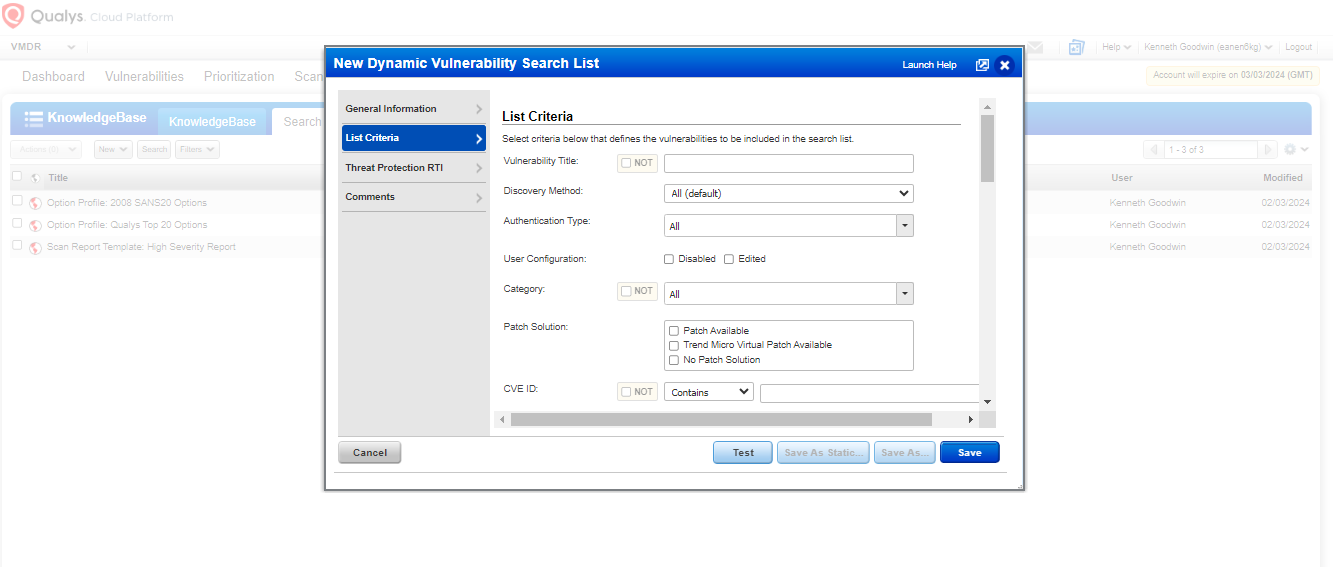 Qualys. Cloud Platform
VMDR
Help
Kenneth Goodwin (eanen6kg)
Logout
Dashboard Vulnerabilities Prioritization Scan
Account will expire on 03/03/2024 (GMT)
KnowledgeBase KnowledgeBase Search
Actions (0) New Search Filters
1 - 3 of 3
Title User Modified
Option Profile: 2008 SANS20 Options Kenneth Goodwin 02/03/2024
Option Profile: Qualys Top 20 Options Kenneth Goodwin 02/03/2024
Scan Report Template: High Severity Report Kenneth Goodwin 02/03/2024
New Dynamic Vulnerability Search List Launch Help
General Information
List Criteria
Threat Protection RTI
Comments
List Criteria
Select criteria below that defines the vulnerabilities to be included in the search list.
Vulnerability Title: NOT
Discovery Method: All (default)
Authentication Type: All
User Configuration: Disabled Edited
Category: NOT All
Patch Solution: Patch Available
Trend Micro Virtual Patch Available
No Patch Solution
CVE ID: NOT Contains
Cancel Test Save As Static... Save As... Save